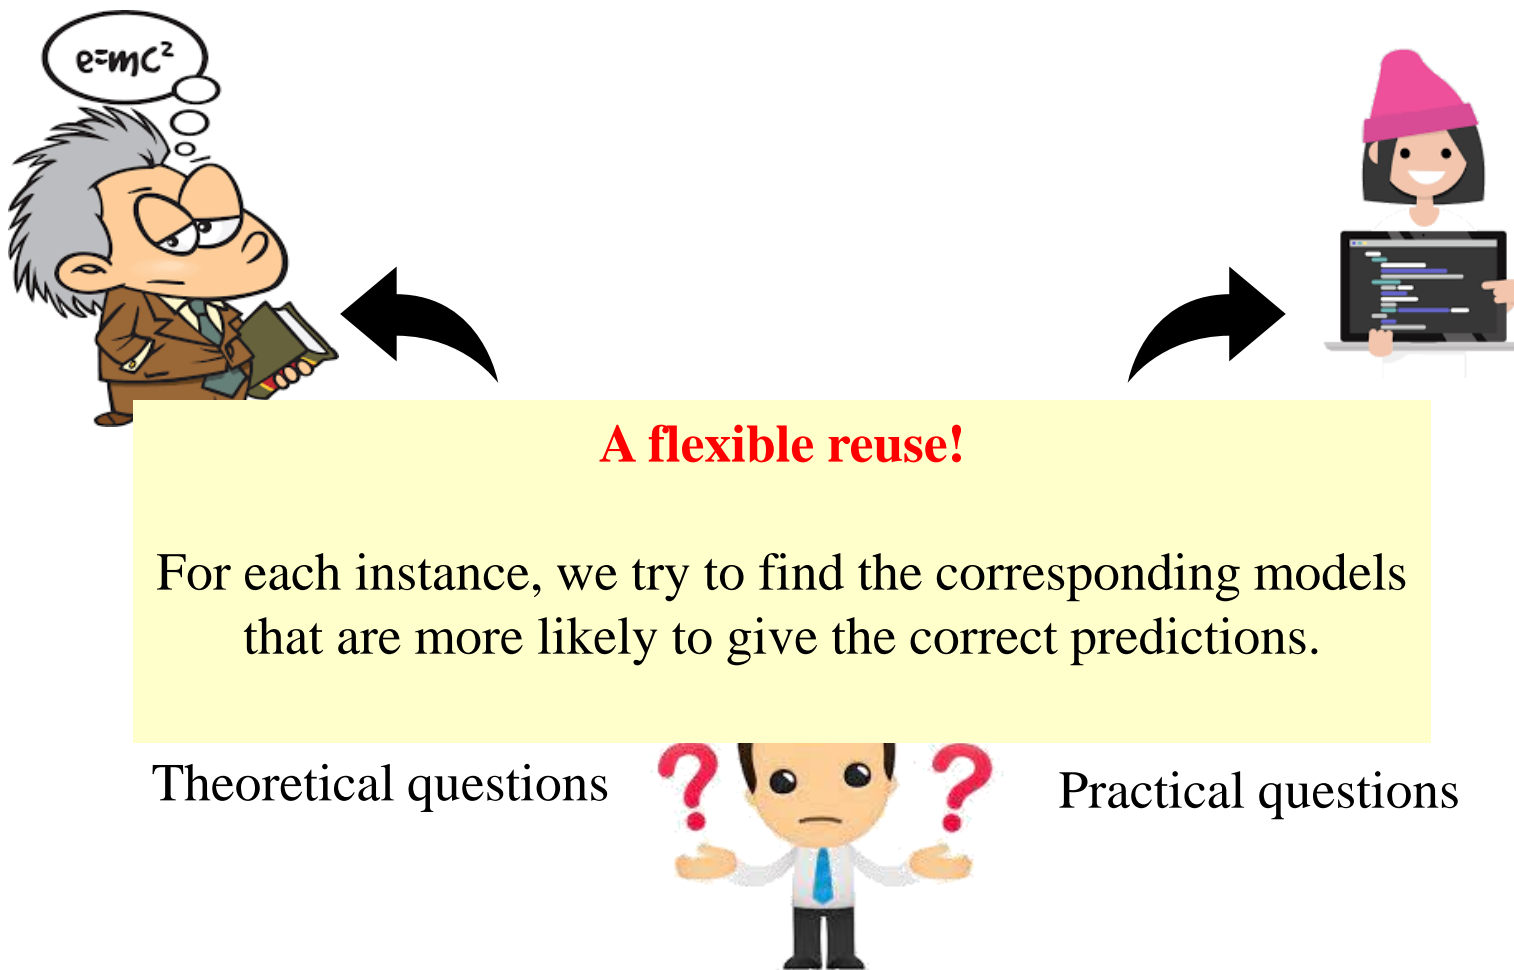 e=mc²
A flexible reuse!
For each instance, we try to find the corresponding models
that are more likely to give the correct predictions.
Theoretical questions
? ?
Practical questions